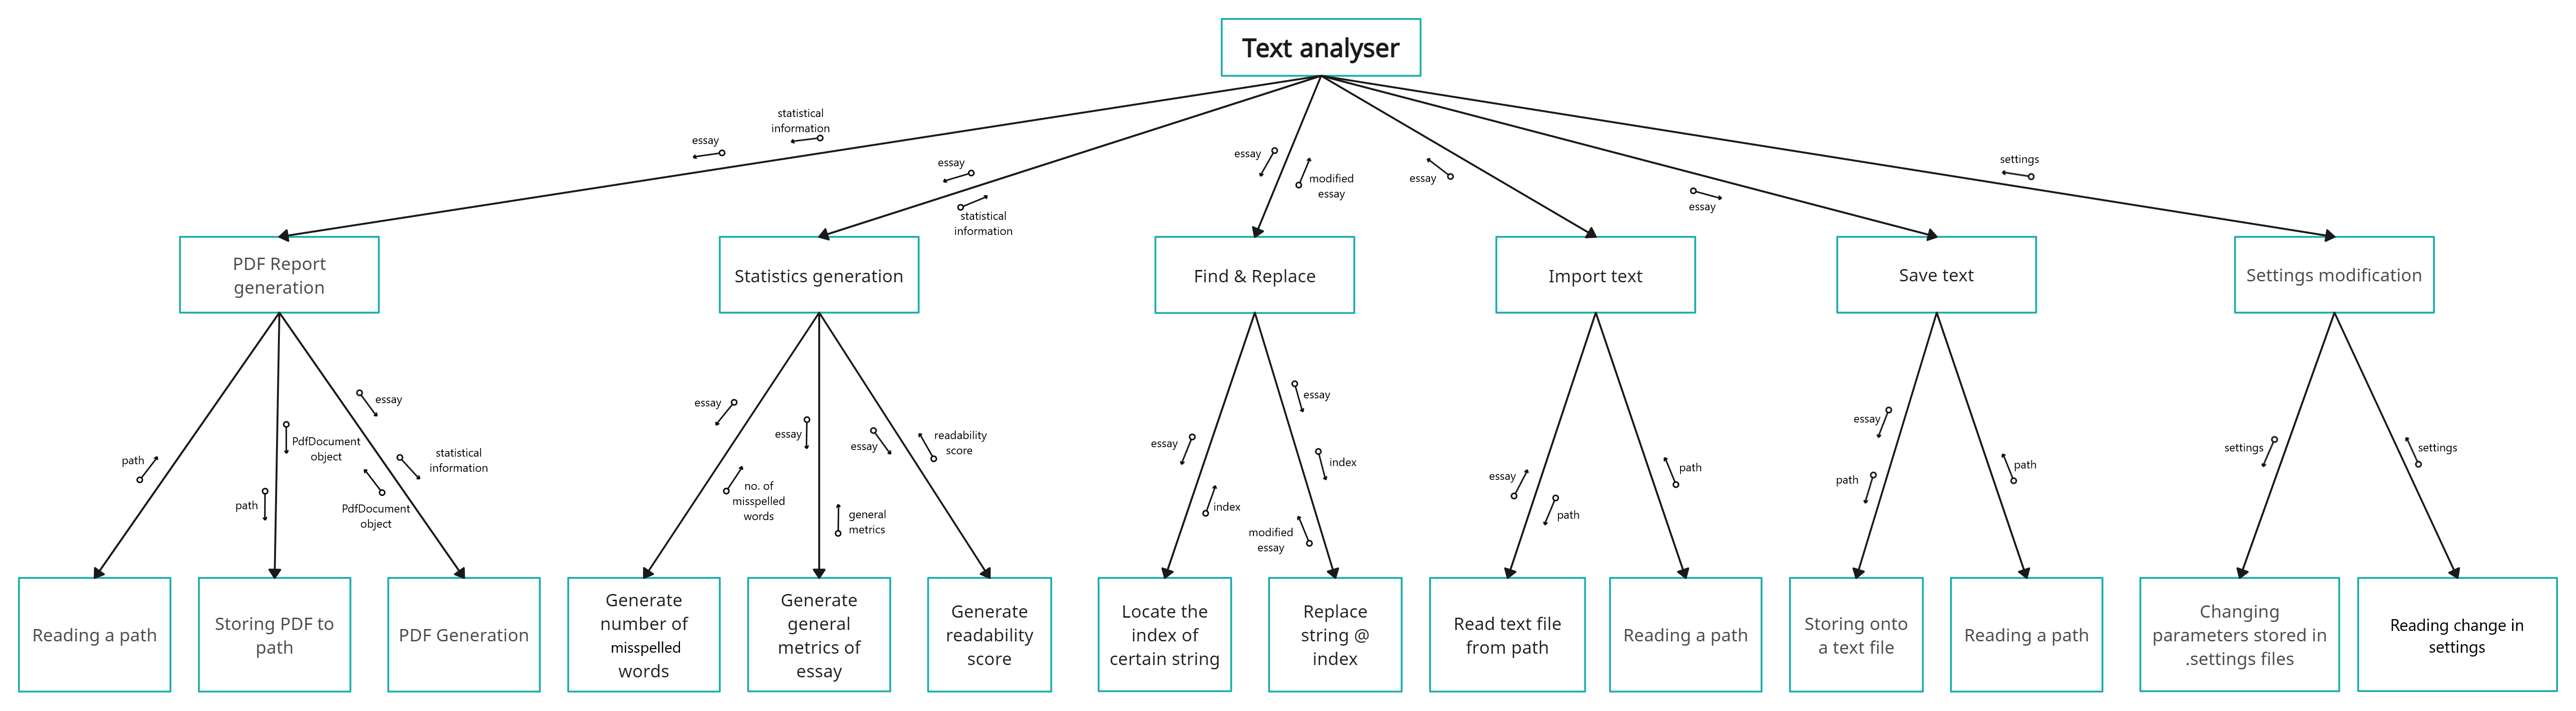 Text analyser
statistical
information
essay
essay
statistical
information
essay
modified
essay
essay
essay
settings
PDF Report
generation
Statistics generation
Find & Replace
Import text
Save text
Settings modification
path
PdfDocument
object
path
essay
statistical
information
PdfDocument
object
essay
no. of
misspelled
words
essay
general
metrics
essay
readability
score
essay
index
essay
index
modified
essay
essay
path
path
essay
path
path
settings
settings
Reading a path
Storing PDF to
path
PDF Generation
Generate
number of
misspelled
words
Generate
general
metrics of
essay
Generate
readability
score
Locate the
index of
certain string
Replace
string @
index
Read text file
from path
Reading a path
Storing onto
a text file
Reading a path
Changing
parameters stored in
.settings files
Reading change in
settings